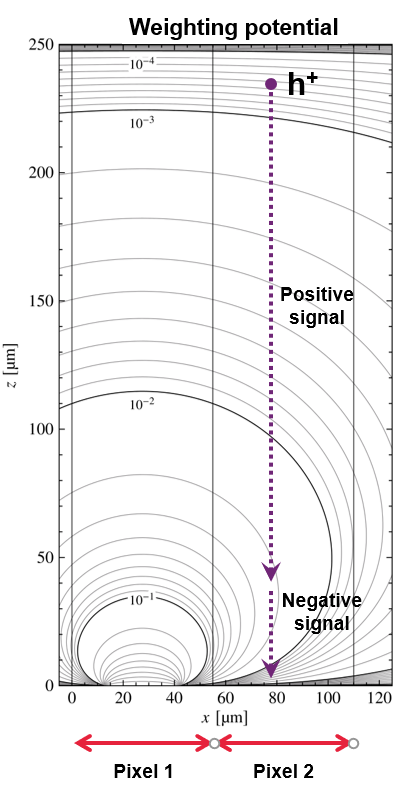 Weighting potential
250
10⁻⁴
h⁺
10⁻³
200
Positive
signal
150
z [μm]
10⁻²
100
50
10⁻¹
Negative
signal
0
0 20 40 60 80 100 120
x [μm]
Pixel 1 Pixel 2